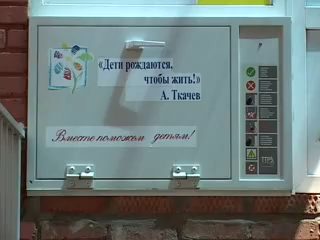 «Дети рождаются,
чтобы жить!»
А. Ткачев
Вместе поможем детям!